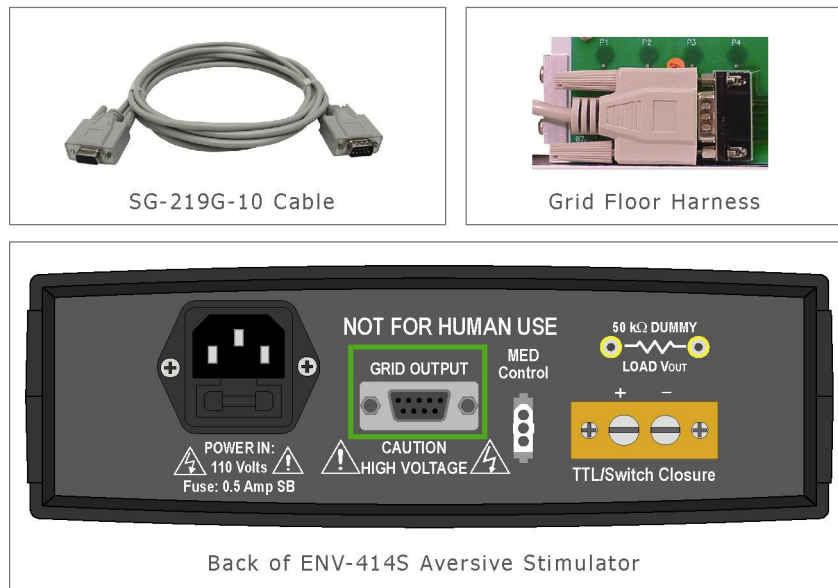 P1 P2 P3 P4
SG-219G-10 Cable
Grid Floor Harness
NOT FOR HUMAN USE
GRID OUTPUT
MED
Control
50 kΩ DUMMY
LOAD VOUT
+ −
POWER IN:
110 Volts
Fuse: 0.5 Amp SB
CAUTION
HIGH VOLTAGE
TTL/Switch Closure
Back of ENV-414S Aversive Stimulator